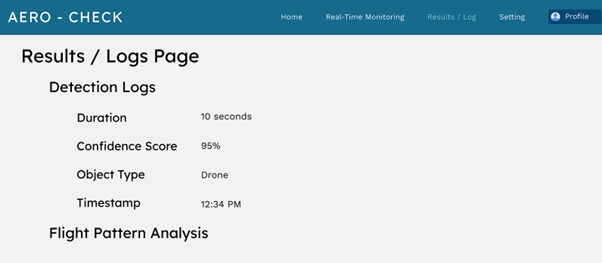 AERO - CHECK Home Real-Time Monitoring Results / Log Setting Profile
Results / Logs Page
Detection Logs
Duration 10 seconds
Confidence Score 95%
Object Type Drone
Timestamp 12:34 PM
Flight Pattern Analysis